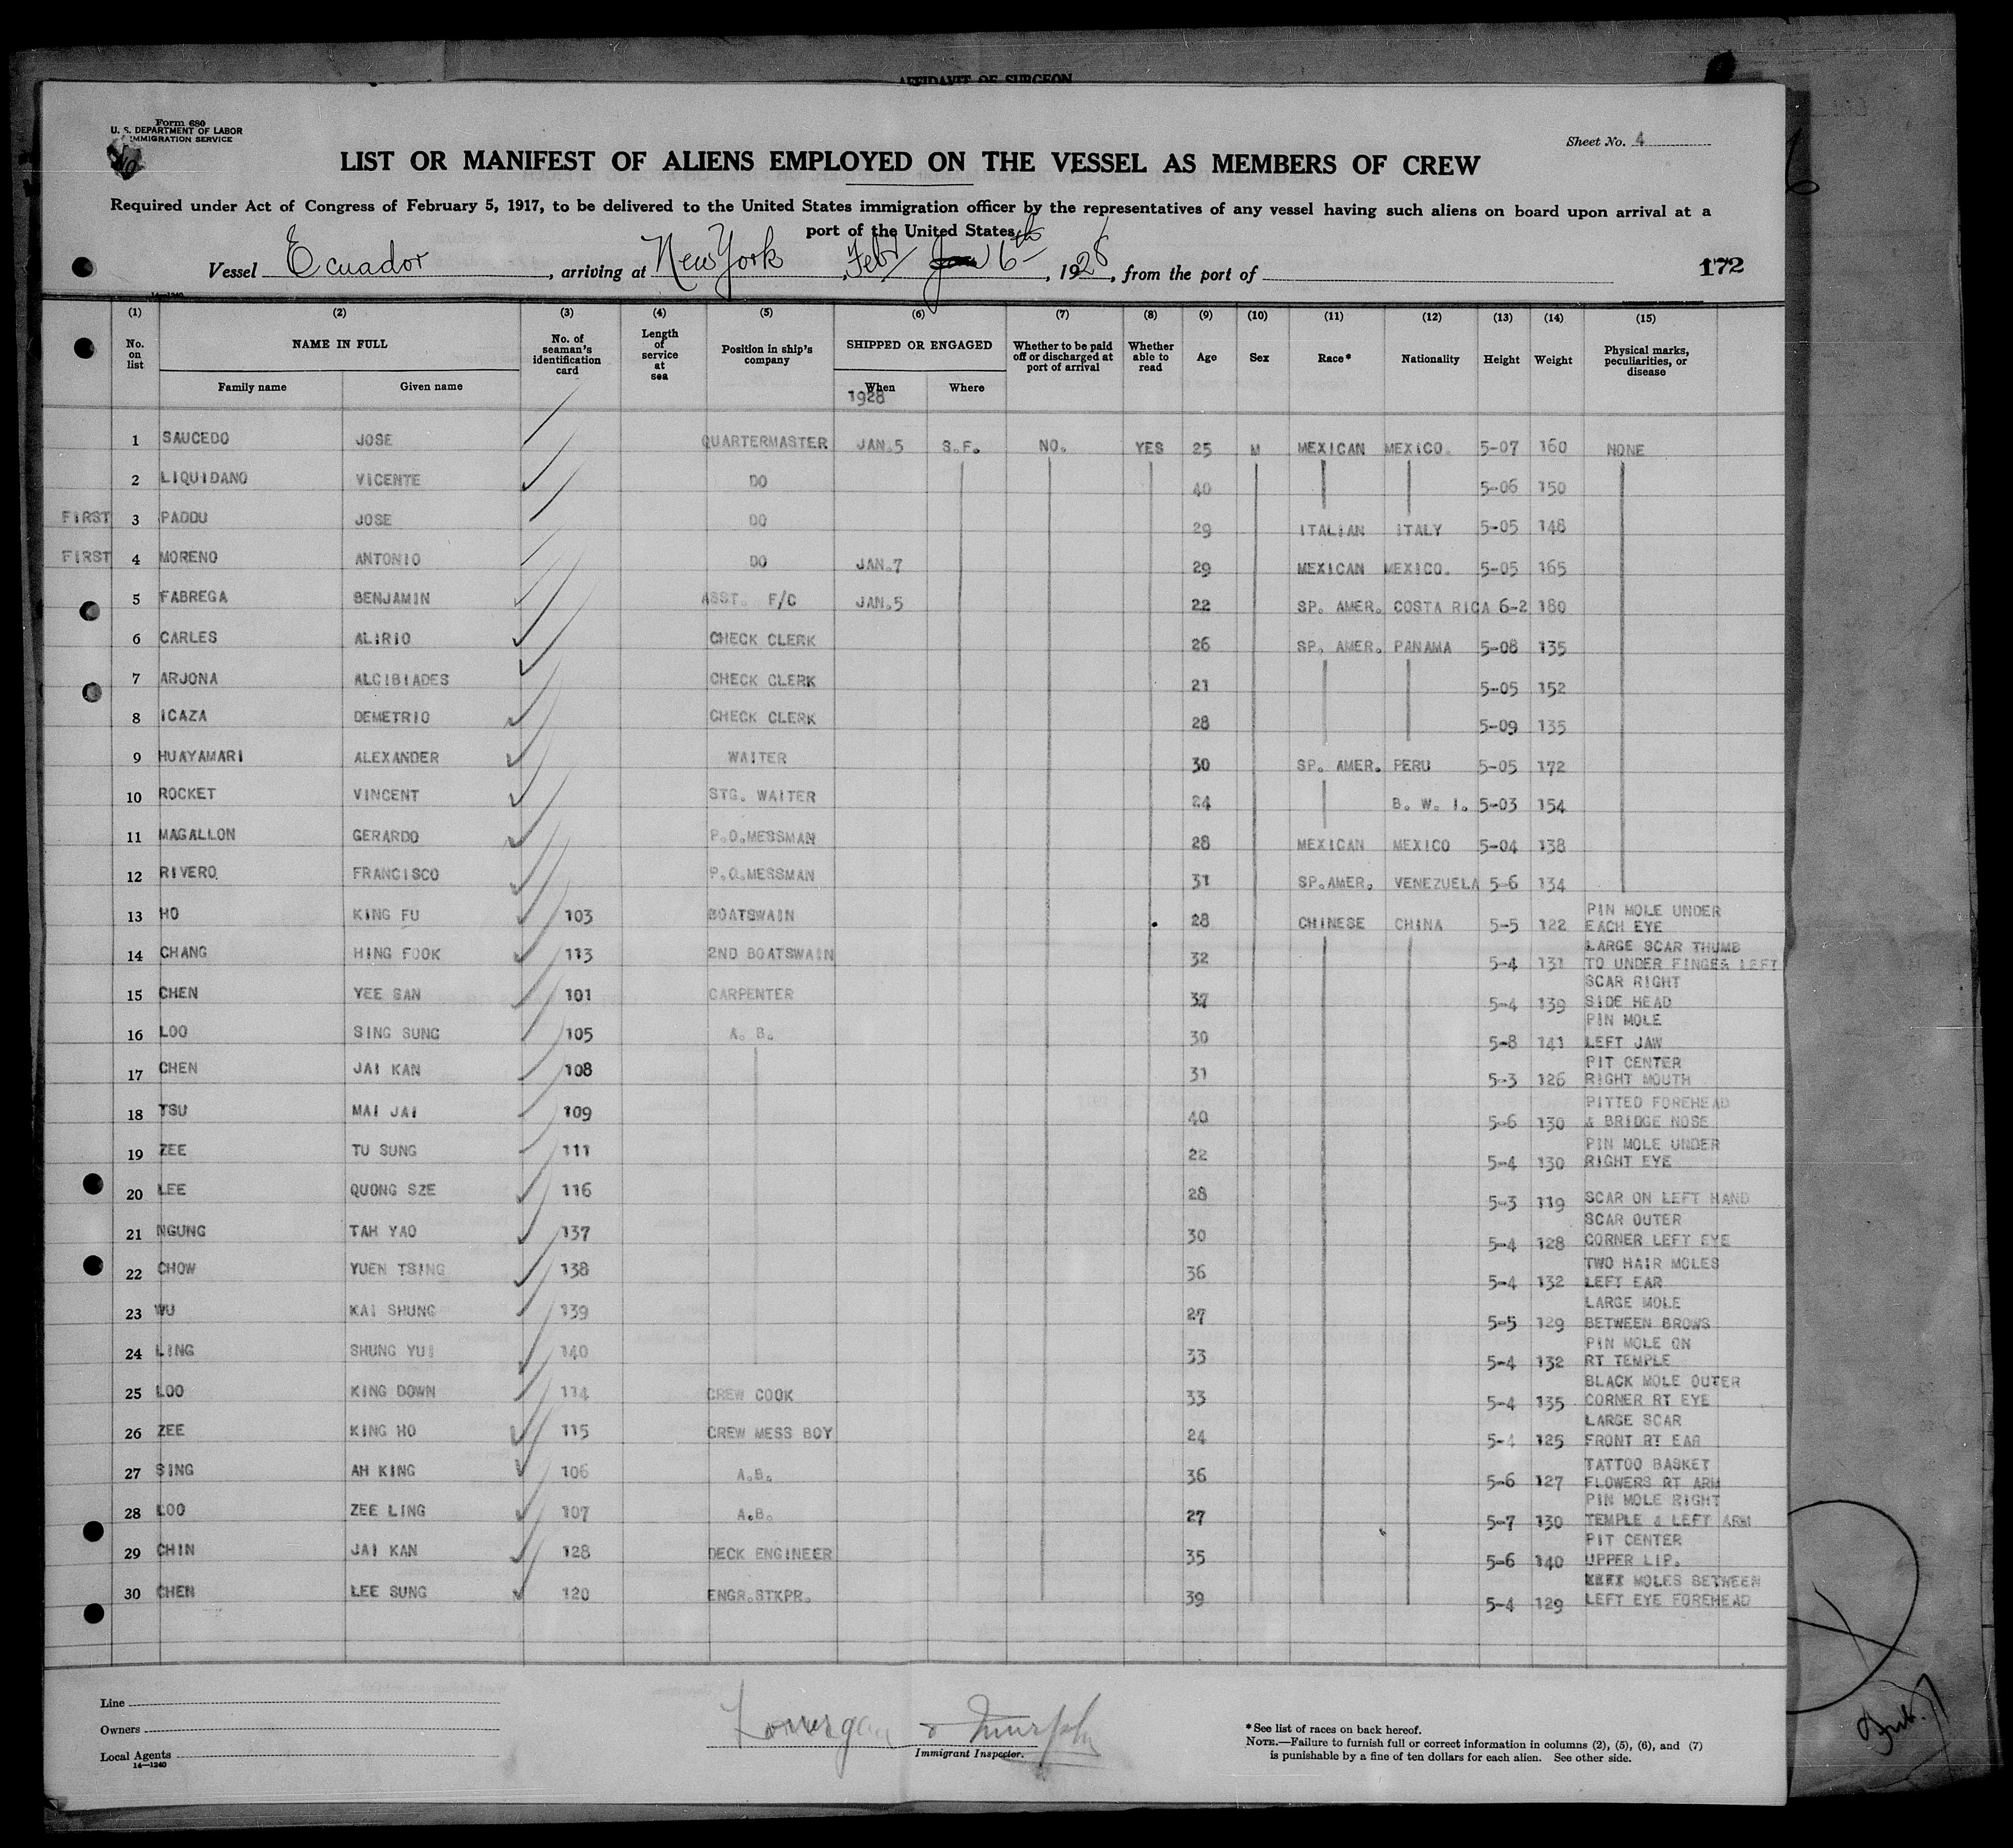 AFFIDAVIT OF SURGEON
Form 680
U. S. DEPARTMENT OF LABOR
IMMIGRATION SERVICE
Sheet No. 4
LIST OR MANIFEST OF ALIENS EMPLOYED ON THE VESSEL AS MEMBERS OF CREW
Required under Act of Congress of February 5, 1917, to be delivered to the United States immigration officer by the representatives of any vessel having such aliens on board upon arrival at a
port of the United States
Vessel Ecuador, arriving at New York, Feb 6th, 1928, from the port of
172
14-1240
(1) (2) (3) (4) (5) (6) (7) (8) (9) (10) (11) (12) (13) (14) (15)
No. on list NAME IN FULL Family name Given name No. of seaman's identification card Length of service at sea Position in ship's company SHIPPED OR ENGAGED When Where Whether to be paid off or discharged at port of arrival Whether able to read Age Sex Race* Nationality Height Weight Physical marks, peculiarities, or disease
1928
1 SAUCEDO JOSE QUARTERMASTER JAN.5 S.F. NO. YES 25 M MEXICAN MEXICO. 5-07 160 NONE
2 LIQUIDANO VICENTE DO 40 5-06 150
FIRST 3 PADDU JOSE DO 29 ITALIAN ITALY 5-05 148
FIRST 4 MORENO ANTONIO DO JAN.7 29 MEXICAN MEXICO. 5-05 165
5 FABREGA BENJAMIN ASST. F/C JAN.5 22 SP. AMER. COSTA RICA 6-2 180
6 CARLES ALIRIO CHECK CLERK 26 SP. AMER. PANAMA 5-08 135
7 ARJONA ALCIBIADES CHECK CLERK 21 5-05 152
8 ICAZA DEMETRIO CHECK CLERK 28 5-09 135
9 HUAYAMARI ALEXANDER WAITER 30 SP. AMER. PERU 5-05 172
10 ROCKET VINCENT STG. WAITER 24 B. W. I. 5-03 154
11 MAGALLON GERARDO P.O.MESSMAN 28 MEXICAN MEXICO 5-04 138
12 RIVERO. FRANCISCO P.O.MESSMAN 31 SP.AMER. VENEZUELA 5-6 134
13 HO KING FU 103 BOATSWAIN 28 CHINESE CHINA 5-5 122 PIN MOLE UNDER EACH EYE
14 CHANG HING FOOK 113 2ND BOATSWAIN 32 5-4 131 LARGE SCAR THUMB TO UNDER FINGER LEFT
15 CHEN YEE SAN 101 CARPENTER 37 5-4 139 SCAR RIGHT SIDE HEAD
16 LOO SING SUNG 105 A. B. 30 5-8 141 PIN MOLE LEFT JAW
17 CHEN JAI KAN 108 31 5-3 126 PIT CENTER RIGHT MOUTH
18 TSU MAI JAI 109 40 5-6 130 PITTED FOREHEAD & BRIDGE NOSE
19 ZEE TU SUNG 111 22 5-4 130 PIN MOLE UNDER RIGHT EYE
20 LEE QUONG SZE 116 28 5-3 119 SCAR ON LEFT HAND
21 NGUNG TAH YAO 137 30 5-4 128 SCAR OUTER CORNER LEFT EYE
22 CHOW YUEN TSING 138 36 5-4 132 TWO HAIR MOLES LEFT EAR
23 WU KAI SHUNG 139 27 5-5 129 LARGE MOLE BETWEEN BROWS
24 LING SHUNG YUI 140 33 5-4 132 PIN MOLE ON RT TEMPLE
25 LOO KING DOWN 114 CREW COOK 33 5-4 135 BLACK MOLE OUTER CORNER RT EYE
26 ZEE KING HO 115 CREW MESS BOY 24 5-4 125 LARGE SCAR FRONT RT EAR
27 SING AH KING 106 A.B. 36 5-6 127 TATTOO BASKET FLOWERS RT ARM
28 LOO ZEE LING 107 A.B. 27 5-7 130 PIN MOLE RIGHT TEMPLE & LEFT ARM
29 CHIN JAI KAN 128 DECK ENGINEER 35 5-6 140 PIT CENTER UPPER LIP.
30 CHEN LEE SUNG 120 ENGR.STKPR. 39 5-4 129 MOLES BETWEEN LEFT EYE FOREHEAD
Line
Owners
Local Agents
14-1240
Immigrant Inspector.
*See list of races on back hereof.
NOTE.—Failure to furnish full or correct information in columns (2), (5), (6), and (7)
is punishable by a fine of ten dollars for each alien. See other side.